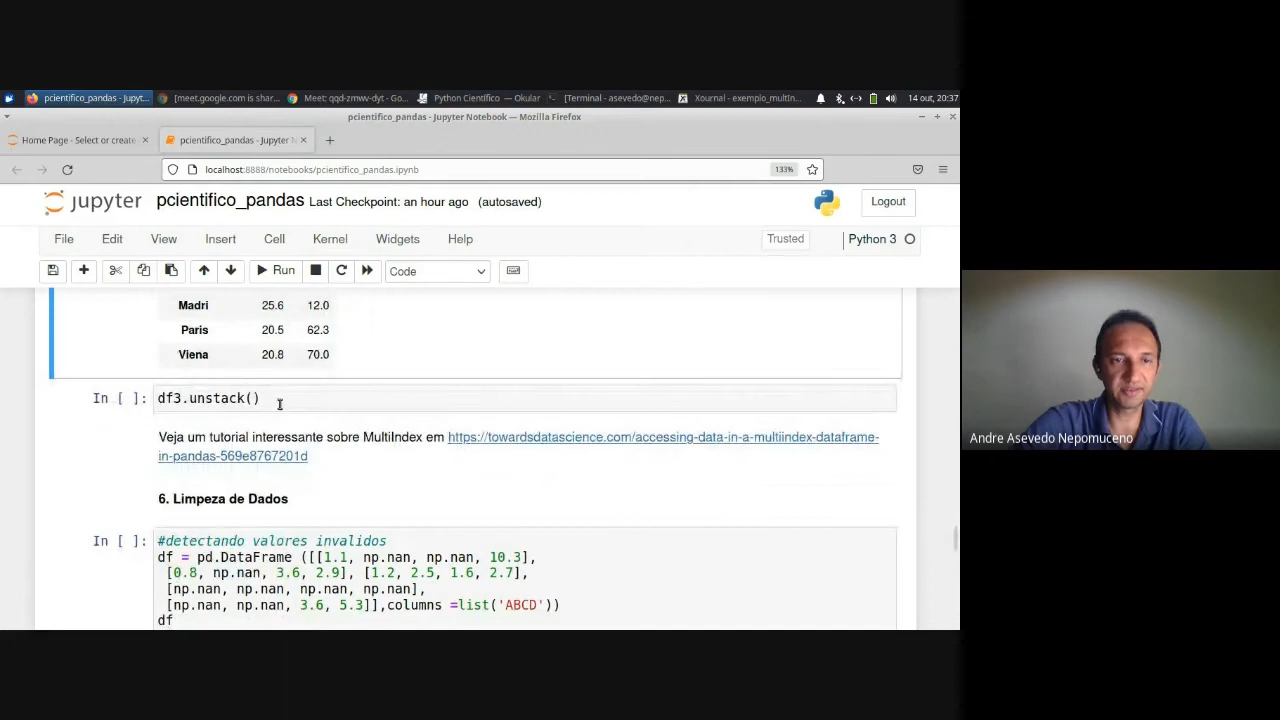 pcientifico_pandas - Jupyt...
[meet.google.com is shar...
Meet: qqd-zmww-dyt - Go...
Python Científico — Okular
[Terminal - asevedo@nep...
Xournal - exemplo_multIn...
14 out, 20:37
pcientifico_pandas - Jupyter Notebook — Mozilla Firefox
Home Page - Select or create
pcientifico_pandas - Jupyter N
localhost:8888/notebooks/pcientifico_pandas.ipynb
133%
jupyter pcientifico_pandas Last Checkpoint: an hour ago (autosaved)
Logout
File Edit View Insert Cell Kernel Widgets Help
Trusted
Python 3
Run
Code
Madri 25.6 12.0
Paris 20.5 62.3
Viena 20.8 70.0
In [ ]: df3.unstack()
Veja um tutorial interessante sobre MultiIndex em https://towardsdatascience.com/accessing-data-in-a-multiindex-dataframe-
in-pandas-569e8767201d
6. Limpeza de Dados
In [ ]: #detectando valores invalidos
df = pd.DataFrame ([[1.1, np.nan, np.nan, 10.3],
[0.8, np.nan, 3.6, 2.9], [1.2, 2.5, 1.6, 2.7],
[np.nan, np.nan, np.nan, np.nan],
[np.nan, np.nan, 3.6, 5.3]],columns =list('ABCD'))
df
Andre Asevedo Nepomuceno